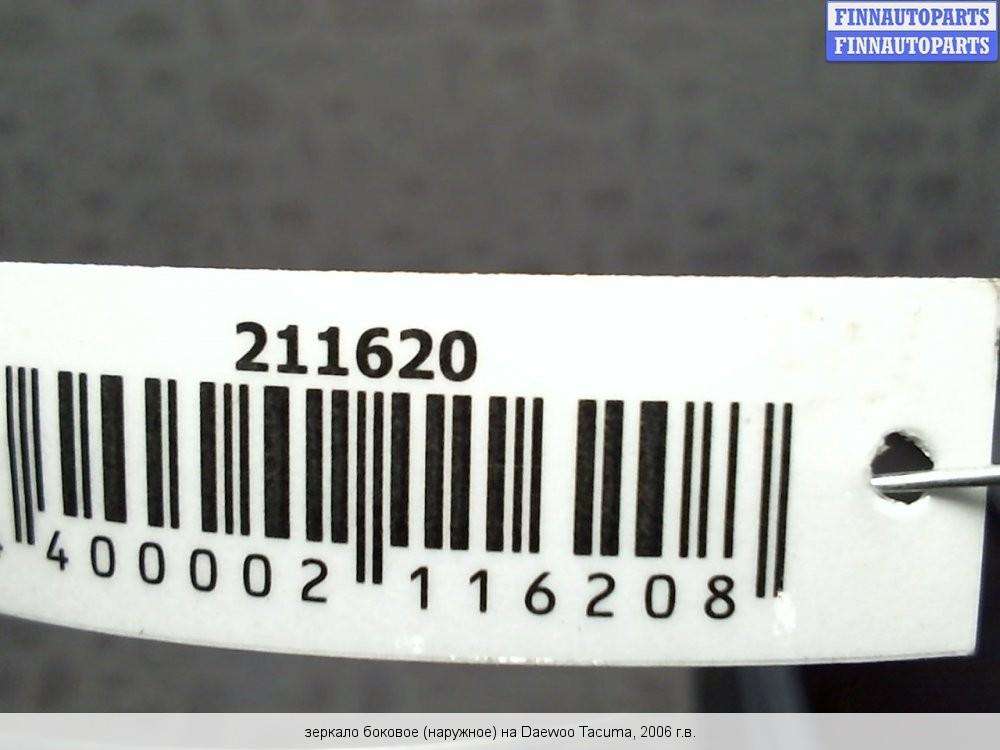 FINNAUTOPARTS
FINNAUTOPARTS
211620
400002 116208
зеркало боковое (наружное) на Daewoo Tacuma, 2006 г.в.